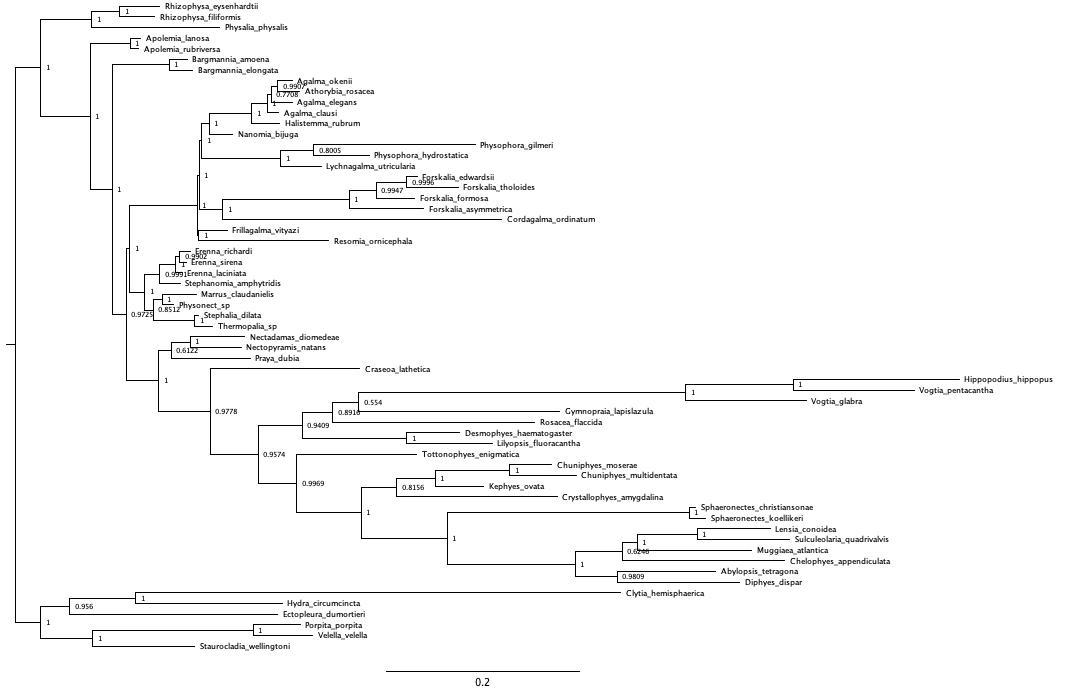 Rhizophysa_eysenhardtii
1
Rhizophysa_filiformis
1
Physalia_physalis
Apolemia_lanosa
1
Apolemia_rubriversa
Bargmannia_amoena
1
1
Bargmannia_elongata
Agalma_okenii
0.9907
Athorybia_rosacea
0.7708
Agalma_elegans
1
Agalma_clausi
1
1
Halistemma_rubrum
1
Nanomia_bijuga
1
Physophora_gilmeri
0.8005
Physophora_hydrostatica
1
Lychnagalma_utricularia
1
Forskalia_edwardsii
0.9996
Forskalia_tholoides
1
0.9947
Forskalia_formosa
1
1
Forskalia_asymmetrica
1
Cordagalma_ordinatum
Frillagalma_vityazi
1
Resomia_ornicephala
1
Erenna_richardi
0.9902
Erenna_sirena
1
Erenna_laciniata
0.9991
Stephanomia_amphytridis
1
Marrus_claudanielis
1
Physonect_sp
0.8512
0.9725
Stephalia_dilata
1
Thermopalia_sp
Nectadamas_diomedeae
1
Nectopyramis_natans
0.6122
Praya_dubia
Craseoa_lathetica
1
Hippopodius_hippopus
1
Vogtia_pentacantha
1
Vogtia_glabra
0.554
0.8916
Gymnopraia_lapislazula
0.9778
Rosacea_flaccida
0.9409
Desmophyes_haematogaster
1
Lilyopsis_fluoracantha
0.9574
Tottonophyes_enigmatica
Chuniphyes_moserae
1
Chuniphyes_multidentata
1
0.9969
Kephyes_ovata
0.8156
Crystallophyes_amygdalina
Sphaeronectes_christiansonae
1
1
Sphaeronectes_koellikeri
Lensia_conoidea
1
Sulculeolaria_quadrivalvis
1
1
Muggiaea_atlantica
0.6246
Chelophyes_appendiculata
1
Abylopsis_tetragona
0.9809
Diphyes_dispar
Clytia_hemisphaerica
1
Hydra_circumcincta
0.956
Ectopleura_dumortieri
1
Porpita_porpita
1
Velella_velella
1
Staurocladia_wellingtoni
0.2